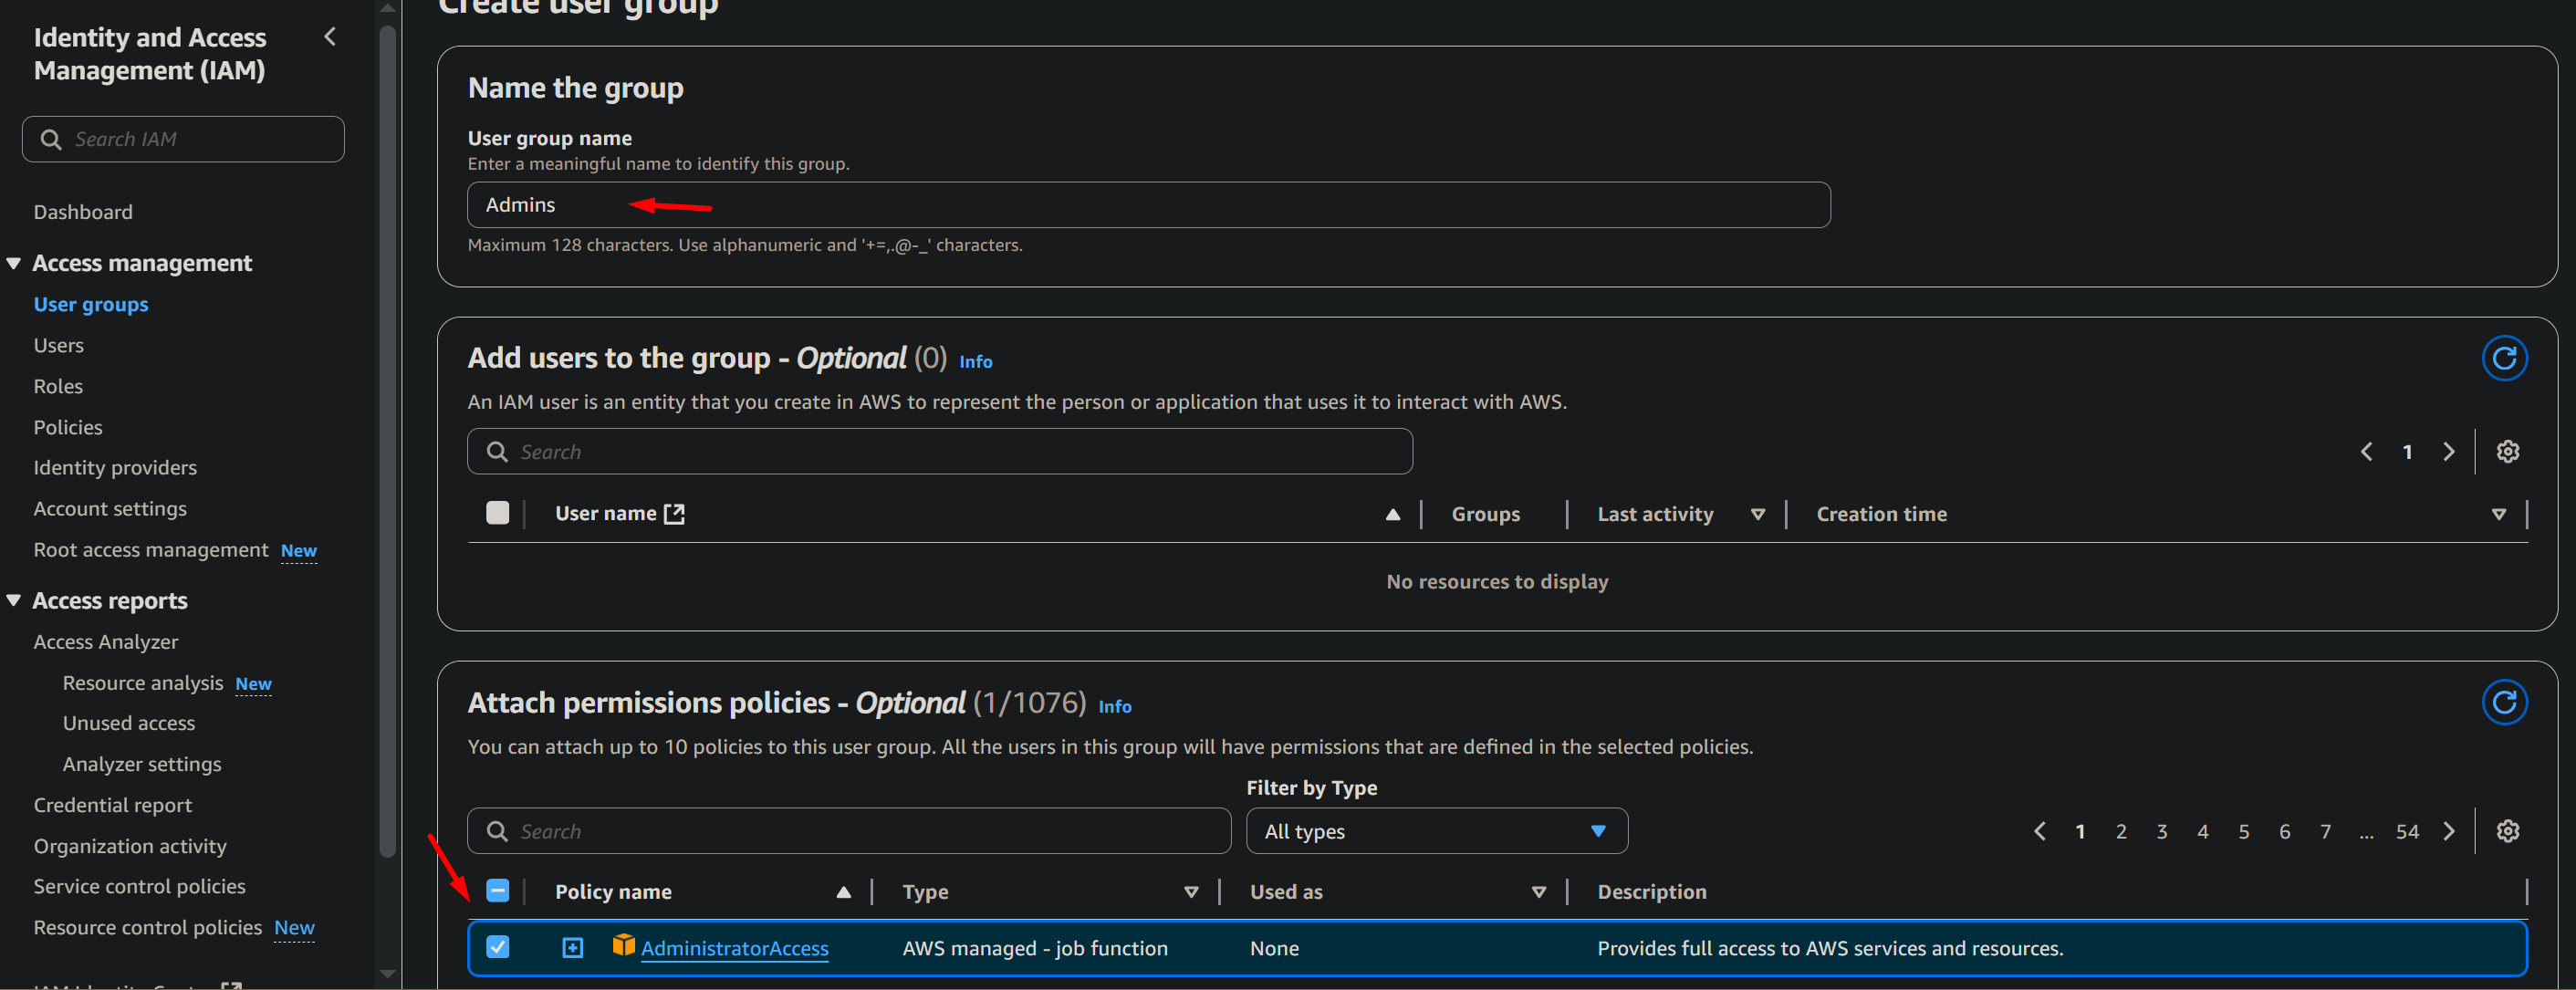 Identity and Access
Management (IAM)
Search IAM
Dashboard
Access management
User groups
Users
Roles
Policies
Identity providers
Account settings
Root access management New
Access reports
Access Analyzer
Resource analysis New
Unused access
Analyzer settings
Credential report
Organization activity
Service control policies
Resource control policies New
Create user group
Name the group
User group name
Enter a meaningful name to identify this group.
Admins
Maximum 128 characters. Use alphanumeric and '+=,.@-_' characters.
Add users to the group - Optional (0) Info
An IAM user is an entity that you create in AWS to represent the person or application that uses it to interact with AWS.
Search
1
User name Groups Last activity Creation time
No resources to display
Attach permissions policies - Optional (1/1076) Info
You can attach up to 10 policies to this user group. All the users in this group will have permissions that are defined in the selected policies.
Filter by Type
Search All types 1 2 3 4 5 6 7 ... 54
Policy name Type Used as Description
AdministratorAccess AWS managed - job function None Provides full access to AWS services and resources.